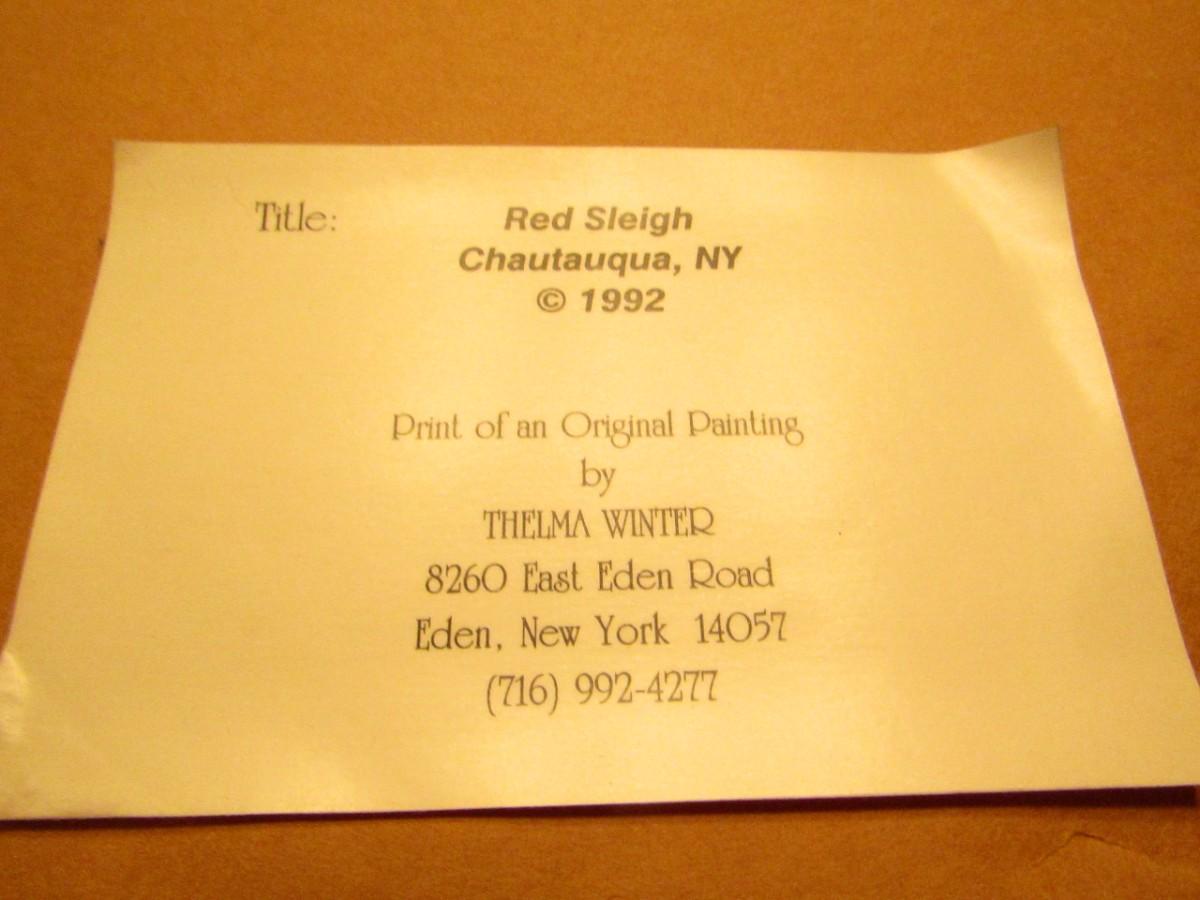 Title: Red Sleigh
Chautauqua, NY
© 1992
Print of an Original Painting
by
THELMA WINTER
8260 East Eden Road
Eden, New York 14057
(716) 992-4277